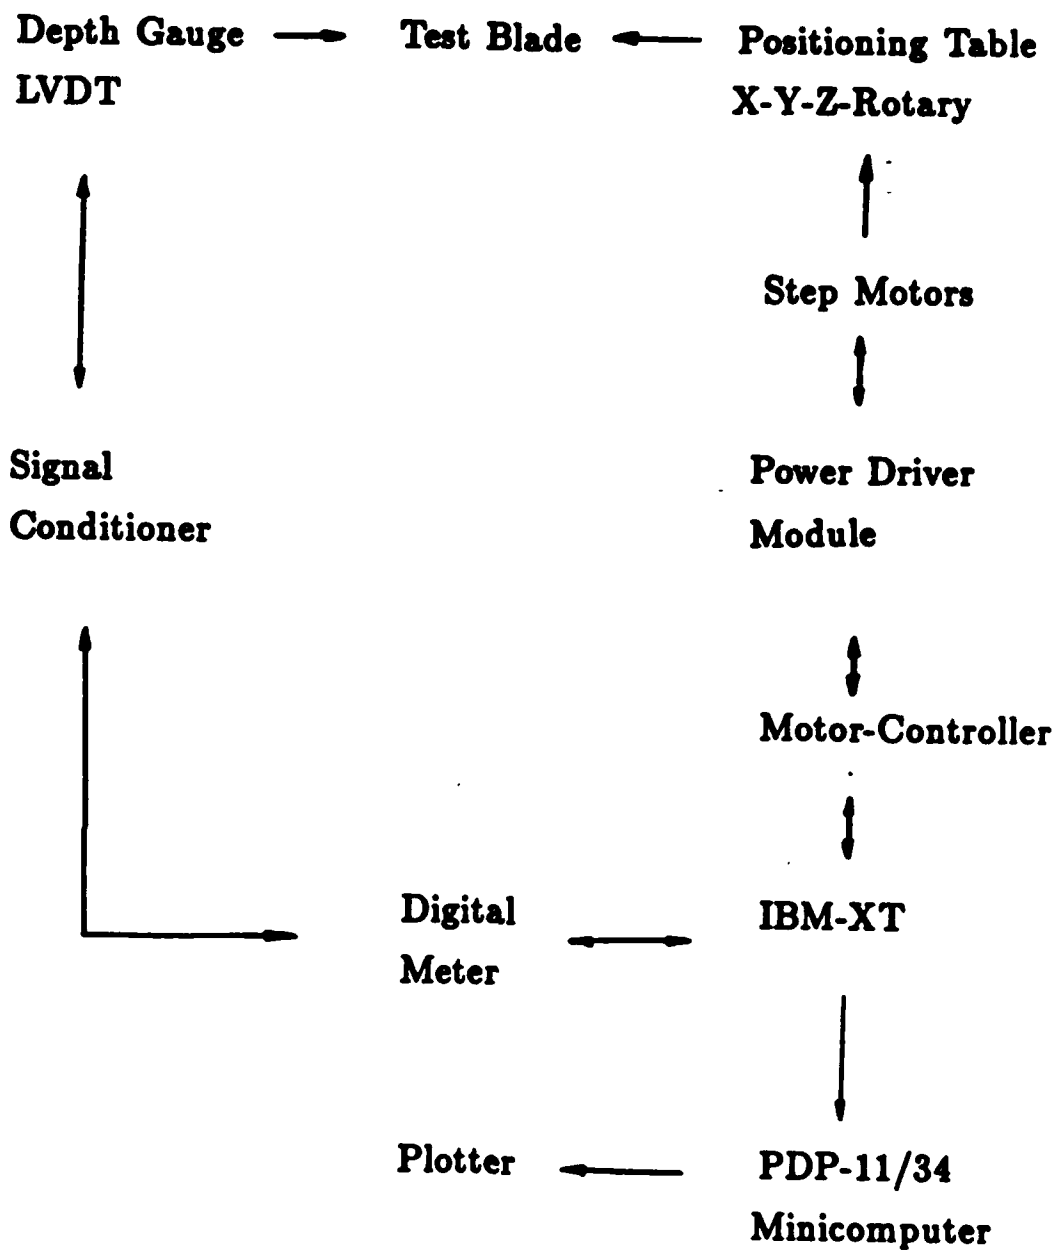 Depth Gauge
LVDT
Test Blade
Positioning Table
X-Y-Z-Rotary
Step Motors
Signal
Conditioner
Power Driver
Module
Motor-Controller
Digital
Meter
IBM-XT
Plotter
PDP-11/34
Minicomputer